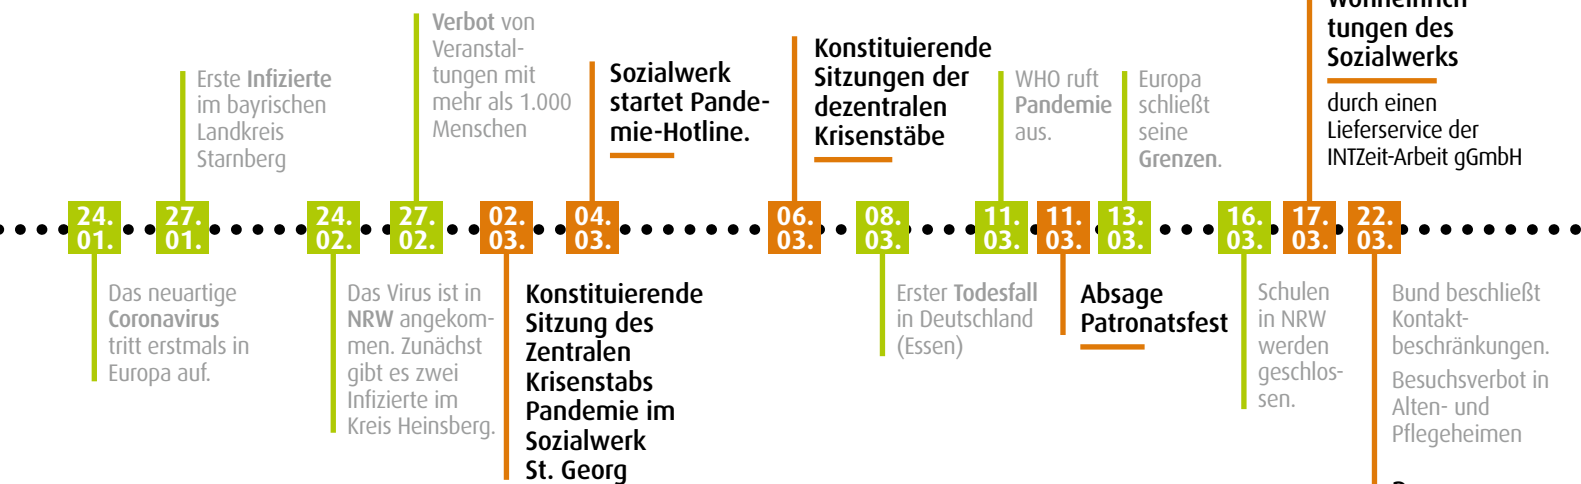 24.
01.
Das neuartige
Coronavirus
tritt erstmals in
Europa auf.
27.
01.
Erste Infizierte
im bayrischen
Landkreis
Starnberg
24.
02.
Das Virus ist in
NRW angekom-
men. Zunächst
gibt es zwei
Infizierte im
Kreis Heinsberg.
27.
02.
Verbot von
Veranstal-
tungen mit
mehr als 1.000
Menschen
02.
03.
Konstituierende
Sitzung des
Zentralen
Krisenstabs
Pandemie im
Sozialwerk
St. Georg
04.
03.
Sozialwerk
startet Pande-
mie-Hotline.
06.
03.
Konstituierende
Sitzungen der
dezentralen
Krisenstäbe
08.
03.
Erster Todesfall
in Deutschland
(Essen)
11.
03.
WHO ruft
Pandemie
aus.
11.
03.
Absage
Patronatsfest
13.
03.
Europa
schließt
seine
Grenzen.
16.
03.
Schulen
in NRW
werden
geschlos-
sen.
17.
03.
Wohneinrich
tungen des
Sozialwerks
durch einen
Lieferservice der
INTZeit-Arbeit gGmbH
22.
03.
Bund beschließt
Kontakt-
beschränkungen.
Besuchsverbot in
Alten- und
Pflegeheimen